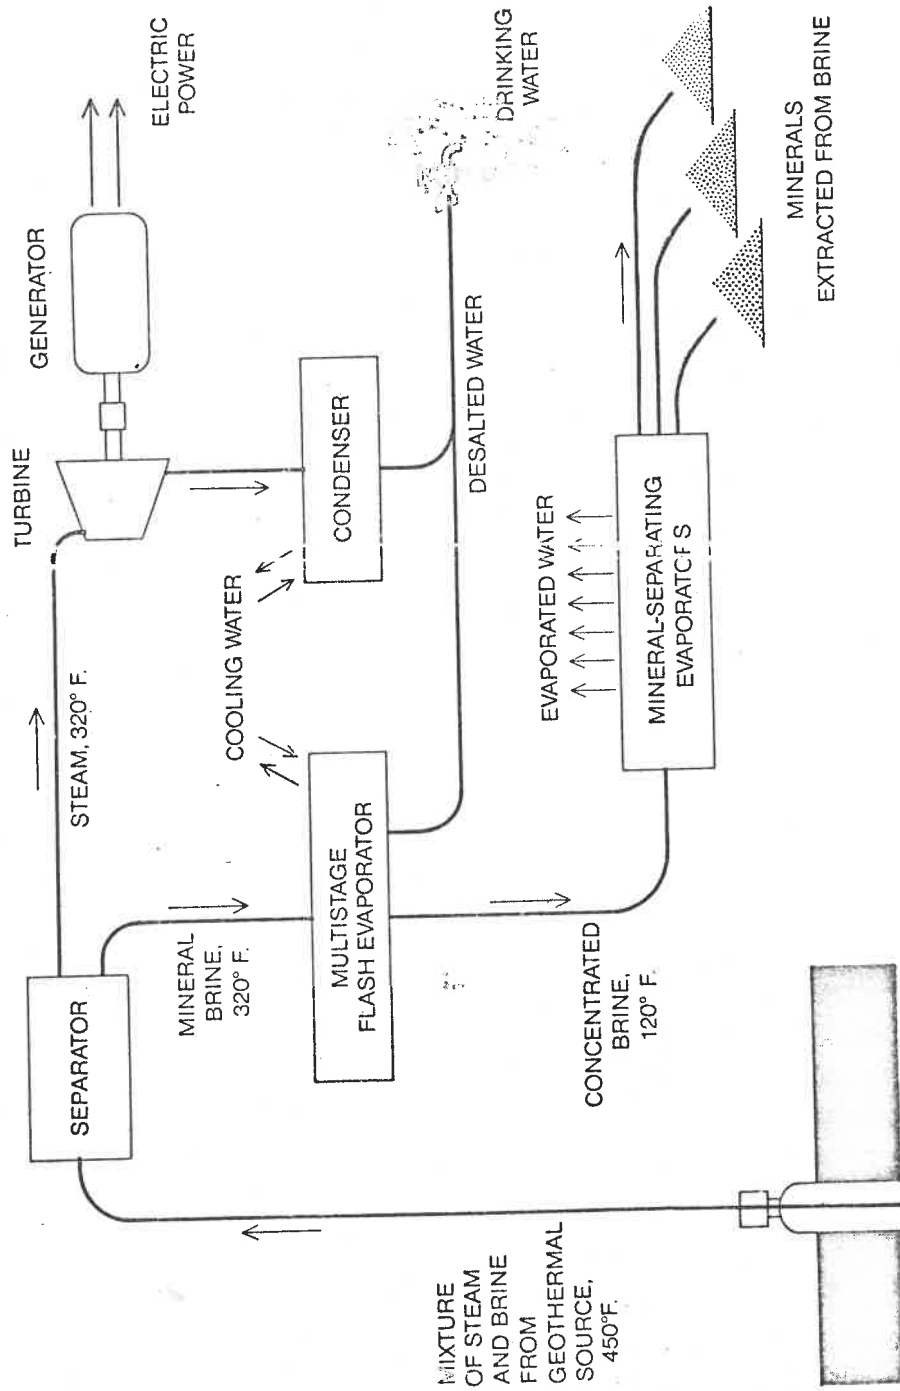 MIXTURE
OF STEAM
AND BRINE
FROM
GEOTHERMAL
SOURCE,
450°F.
SEPARATOR
STEAM, 320° F.
TURBINE
GENERATOR
ELECTRIC
POWER
MINERAL
BRINE,
320° F.
COOLING WATER
CONDENSER
MULTISTAGE
FLASH EVAPORATOR
DESALTED WATER
DRINKING
WATER
CONCENTRATED
BRINE,
120° F.
EVAPORATED WATER
MINERAL-SEPARATING
EVAPORATORS
MINERALS
EXTRACTED FROM BRINE